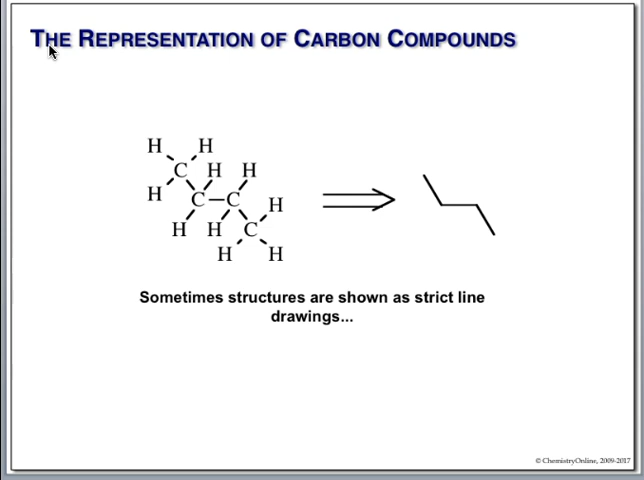 THE REPRESENTATION OF CARBON COMPOUNDS
H H
C H H
H C–C H
H H C
H H
Sometimes structures are shown as strict line
drawings...
© ChemistryOnline, 2009-2017